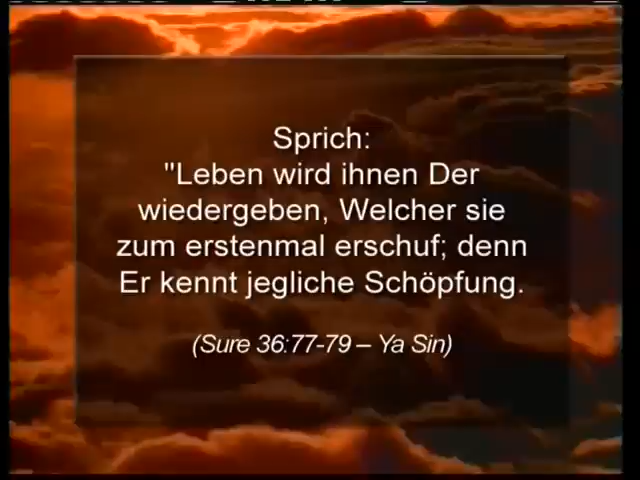 Sprich:
"Leben wird ihnen Der
wiedergeben, Welcher sie
zum erstenmal erschuf; denn
Er kennt jegliche Schöpfung.
(Sure 36:77-79 – Ya Sin)